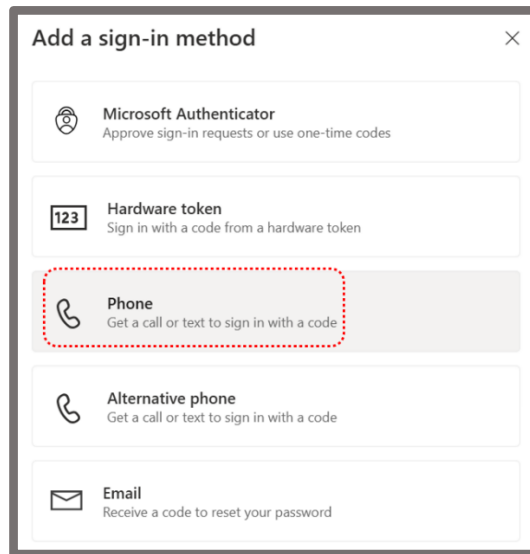 Add a sign-in method
Microsoft Authenticator
Approve sign-in requests or use one-time codes
123
Hardware token
Sign in with a code from a hardware token
Phone
Get a call or text to sign in with a code
Alternative phone
Get a call or text to sign in with a code
Email
Receive a code to reset your password